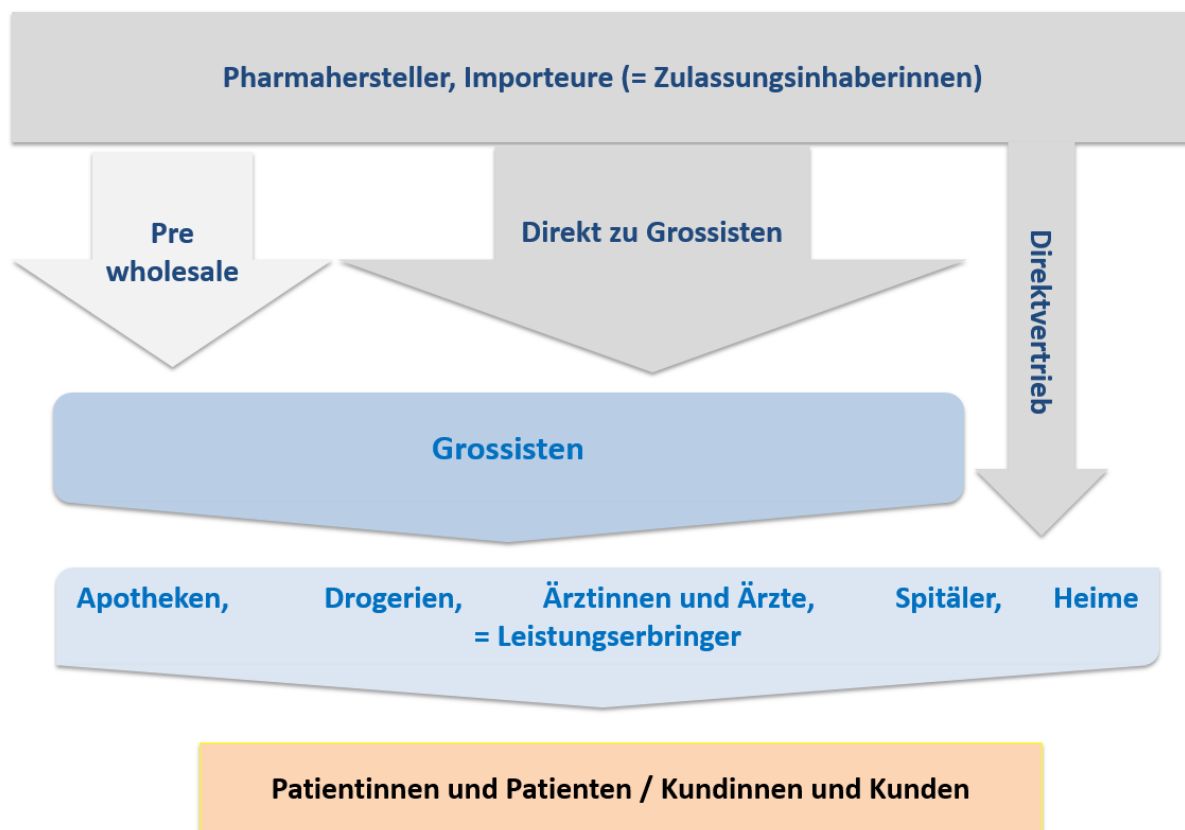 Pharmahersteller, Importeure (= Zulassungsinhaberinnen)
Pre
wholesale
Direkt zu Grossisten
Direktvertrieb
Grossisten
Apotheken, Drogerien, Ärztinnen und Ärzte, Spitäler, Heime
= Leistungserbringer
Patientinnen und Patienten / Kundinnen und Kunden